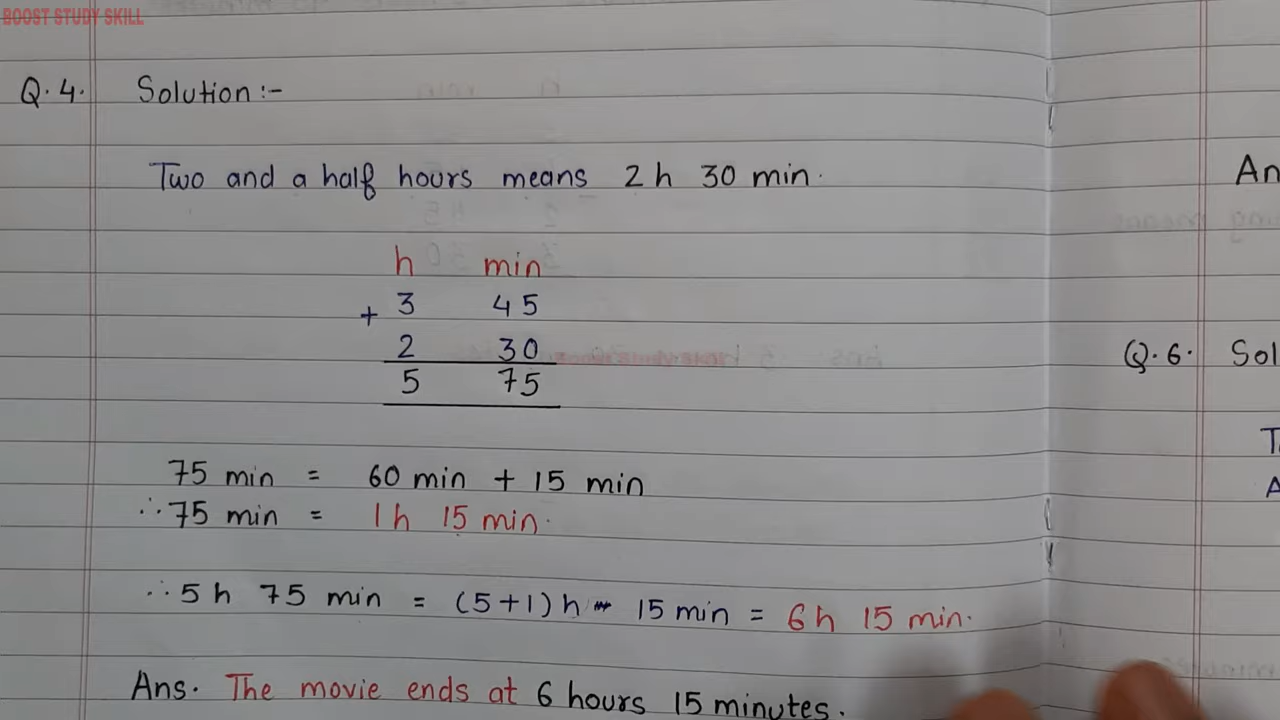 BOOST STUDY SKILL
Q.4. Solution :-
Two and a half hours means 2 h 30 min.
h min
+ 3 45
2 30
5 75
75 min = 60 min + 15 min
∴ 75 min = 1 h 15 min.
∴ 5 h 75 min = (5+1) h 15 min = 6 h 15 min.
Ans. The movie ends at 6 hours 15 minutes.
An
Q.6. Sol